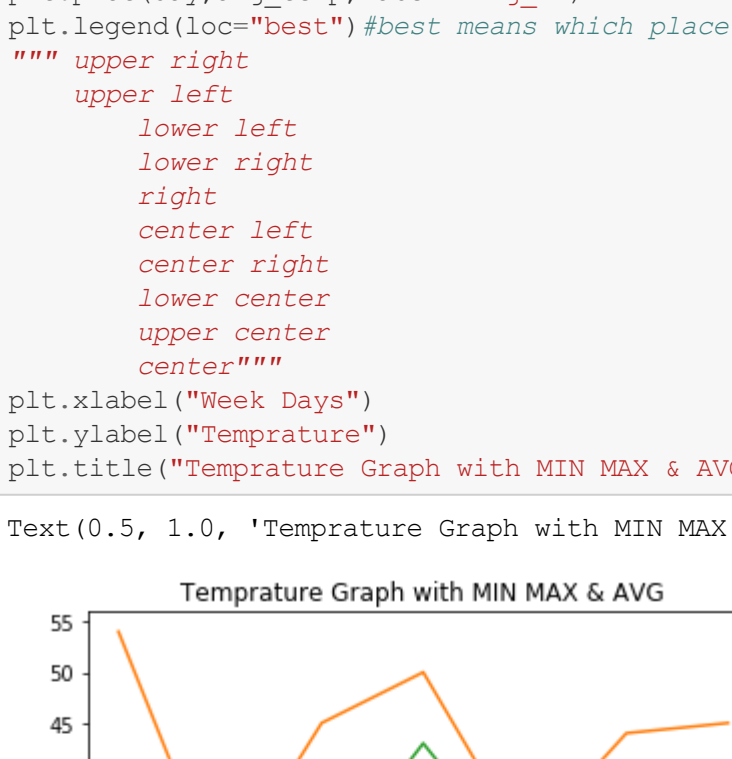 plt.legend(loc="best")#best means which place
""" upper right
upper left
lower left
lower right
right
center left
center right
lower center
upper center
center"""
plt.xlabel("Week Days")
plt.ylabel("Temprature")
plt.title("Temprature Graph with MIN MAX & AV
Text(0.5, 1.0, 'Temprature Graph with MIN MAX
Temprature Graph with MIN MAX & AVG
55
50
45